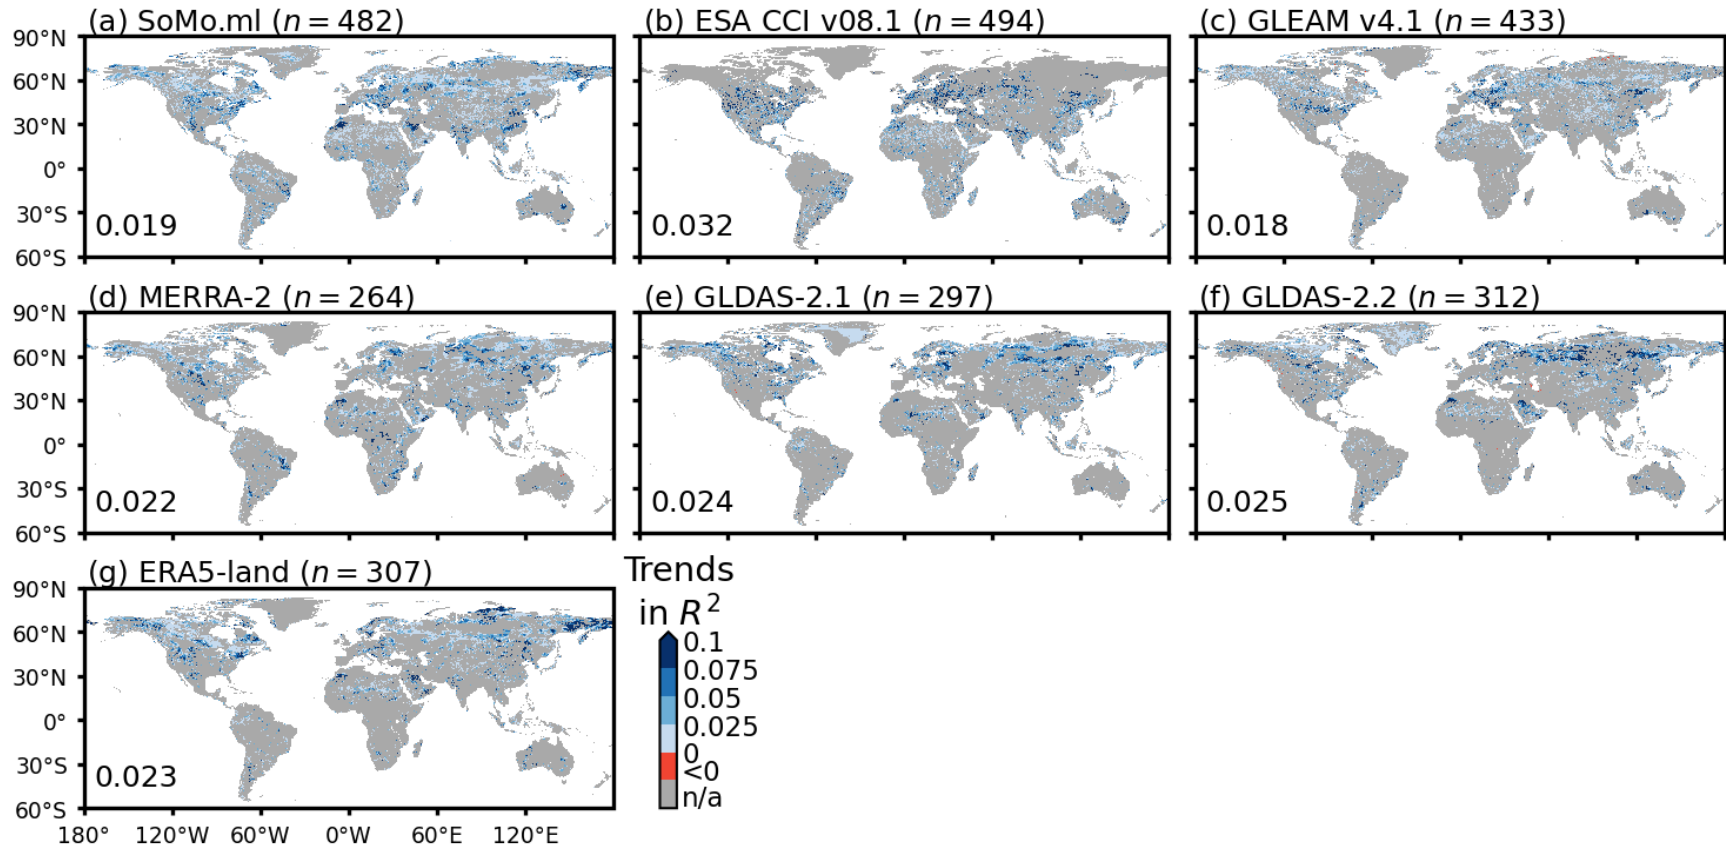 (a) SoMo.ml (n = 482)
(b) ESA CCI v08.1 (n = 494)
(c) GLEAM v4.1 (n = 433)
90°N
60°N
30°N
0°
30°S
60°S
0.019
0.032
0.018
(d) MERRA-2 (n = 264)
(e) GLDAS-2.1 (n = 297)
(f) GLDAS-2.2 (n = 312)
90°N
60°N
30°N
0°
30°S
60°S
0.022
0.024
0.025
(g) ERA5-land (n = 307)
90°N
60°N
30°N
0°
30°S
60°S
0.023
180°
120°W
60°W
0°W
60°E
120°E
Trends
in R²
0.1
0.075
0.05
0.025
0
<0
n/a